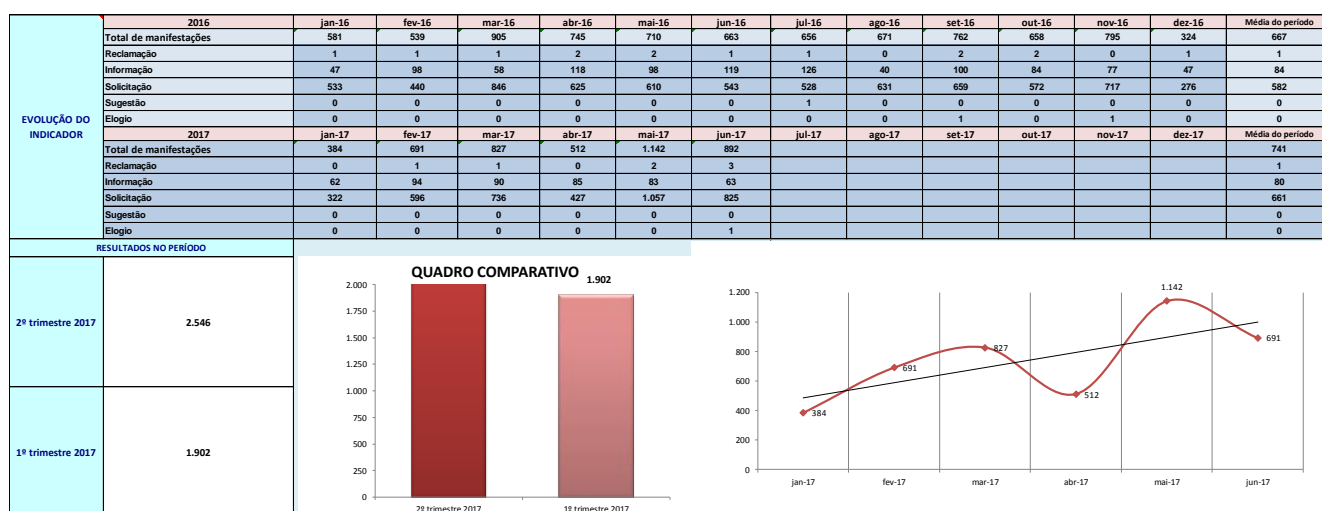 2016 jan-16 fev-16 mar-16 abr-16 mai-16 jun-16 jul-16 ago-16 set-16 out-16 nov-16 dez-16 Média do período
Total de manifestações 581 539 905 745 710 663 656 671 762 658 795 324 667
Reclamação 1 1 1 2 2 1 1 0 2 2 0 1 1
Informação 47 98 58 118 98 119 126 40 100 84 77 47 84
Solicitação 533 440 846 625 610 543 528 631 659 572 717 276 582
Sugestão 0 0 0 0 0 0 1 0 0 0 0 0 0
Elogio 0 0 0 0 0 0 0 0 1 0 1 0 0
EVOLUÇÃO DO
INDICADOR
2017 jan-17 fev-17 mar-17 abr-17 mai-17 jun-17 jul-17 ago-17 set-17 out-17 nov-17 dez-17 Média do período
Total de manifestações 384 691 827 512 1.142 892 741
Reclamação 0 1 1 0 2 3 1
Informação 62 94 90 85 83 63 80
Solicitação 322 596 736 427 1.057 825 661
Sugestão 0 0 0 0 0 0 0
Elogio 0 0 0 0 0 1 0
RESULTADOS NO PERÍODO
2º trimestre 2017 2.546
1º trimestre 2017 1.902
QUADRO COMPARATIVO
1.902
2.000
1.750
1.500
1.250
1.000
750
500
250
0
2º trimestre 2017 1º trimestre 2017
1.200
1.000
800
600
400
200
0
384
691
827
512
1.142
691
jan-17 fev-17 mar-17 abr-17 mai-17 jun-17